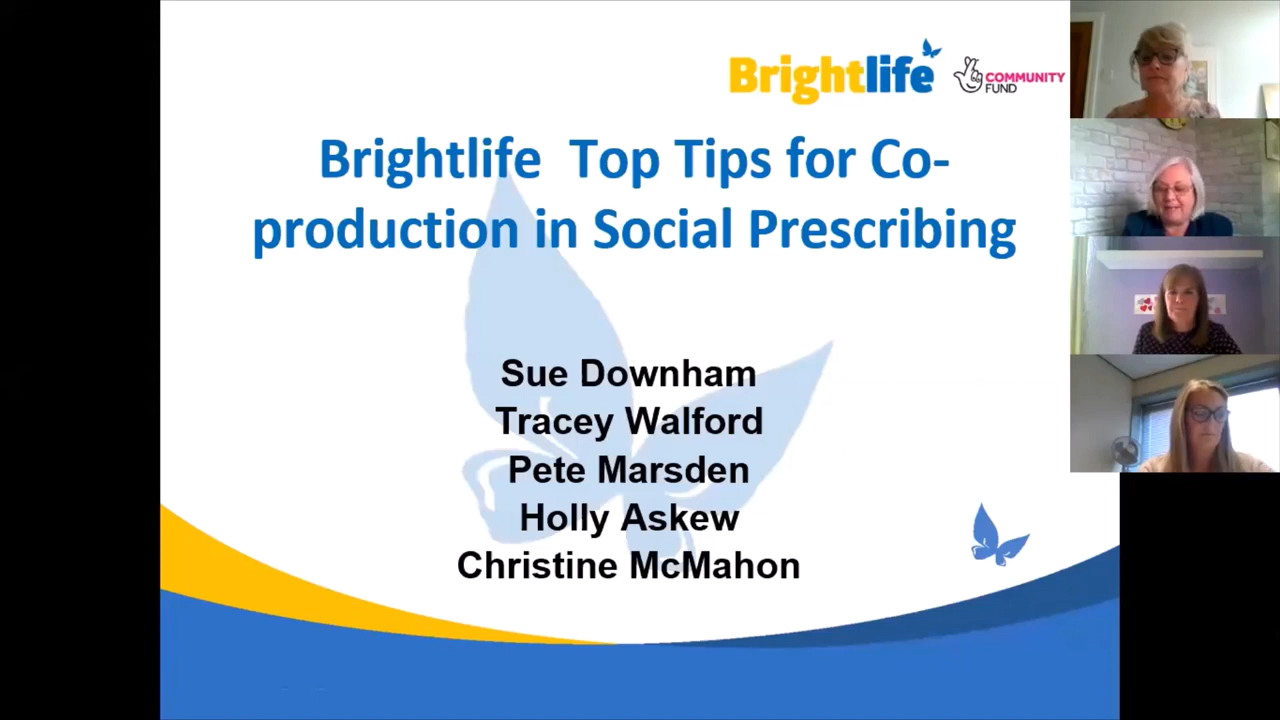 Brightlife
COMMUNITY
FUND
Brightlife Top Tips for Co-
production in Social Prescribing
Sue Downham
Tracey Walford
Pete Marsden
Holly Askew
Christine McMahon